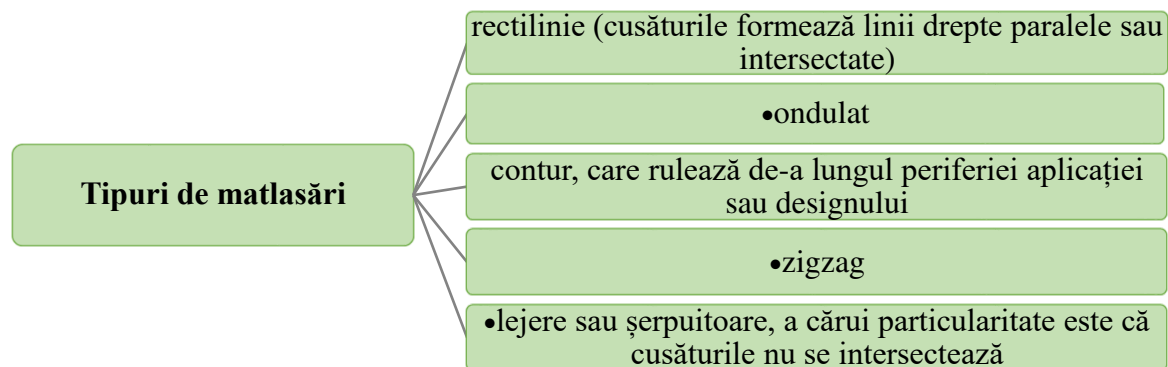 Tipuri de matlasări
rectilinie (cusăturile formează linii drepte paralele sau
intersectate)
•ondulat
contur, care rulează de-a lungul periferiei aplicației
sau designului
•zigzag
•lejere sau șerpuitoare, a cărui particularitate este că
cusăturile nu se intersectează